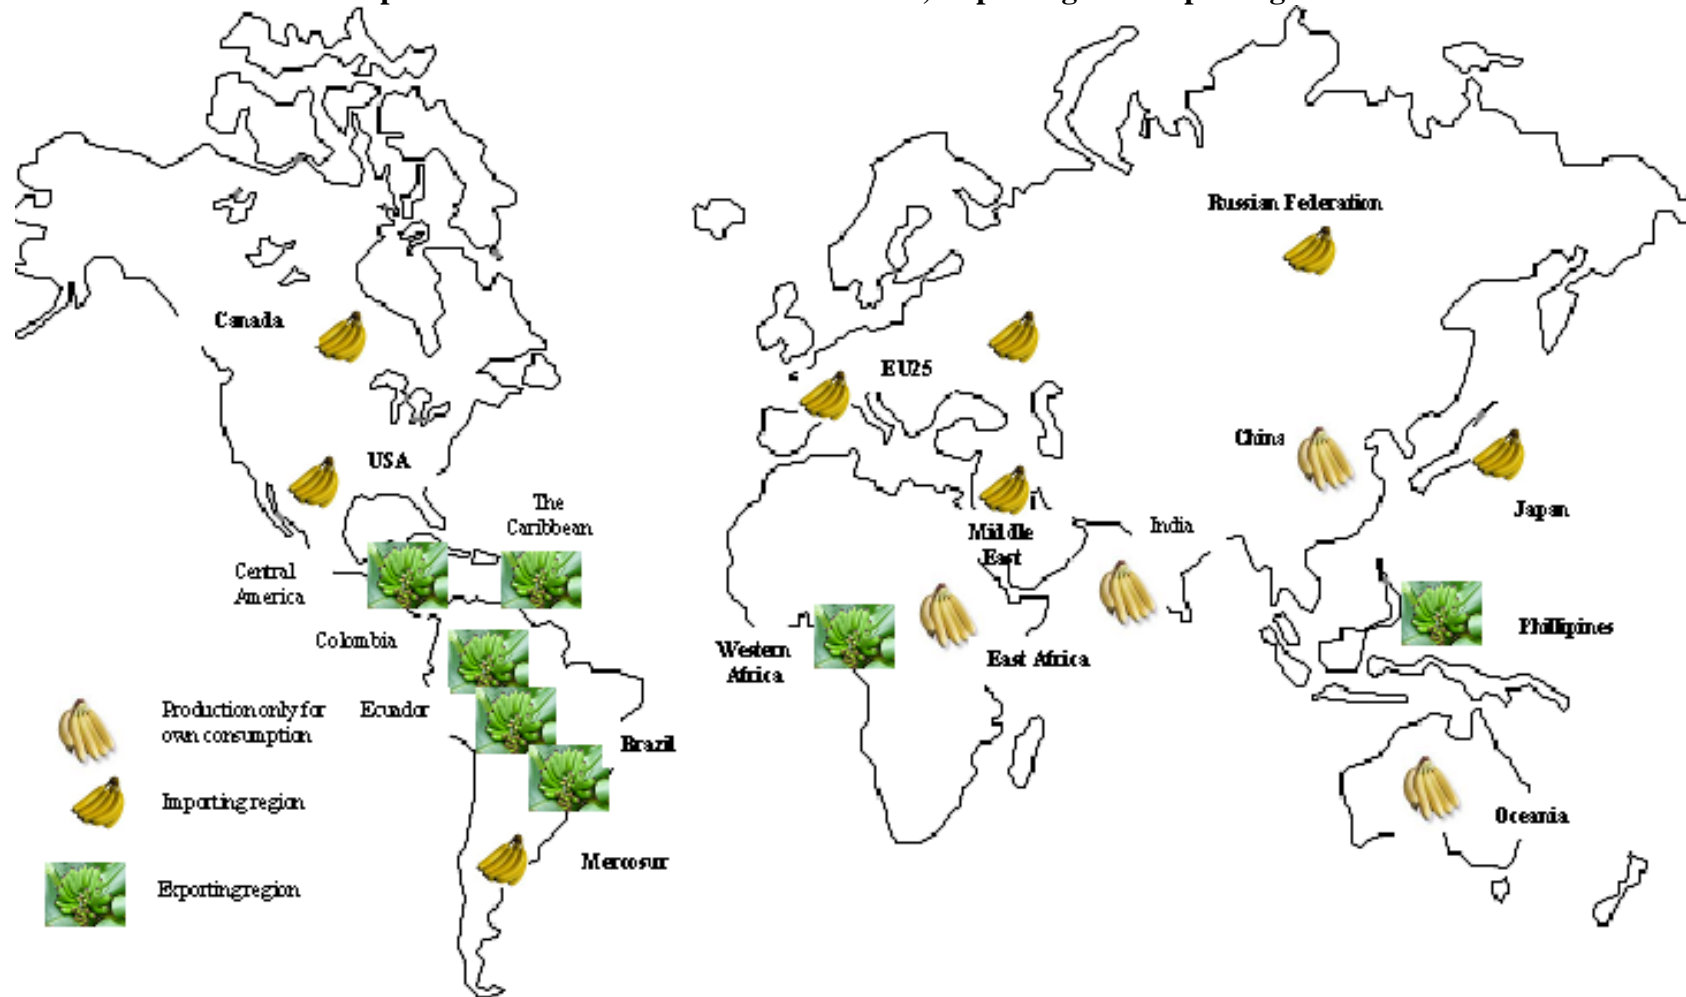 Russian Federation
Canada
EU25
China
USA
The
Caribbean
Japan
Middle
East
India
Central
America
Colombia
Western
Africa
East Africa
Phillipines
Production only for
own consumption
Ecuador
Brazil
Importing region
Oceania
Mercosur
Exporting region